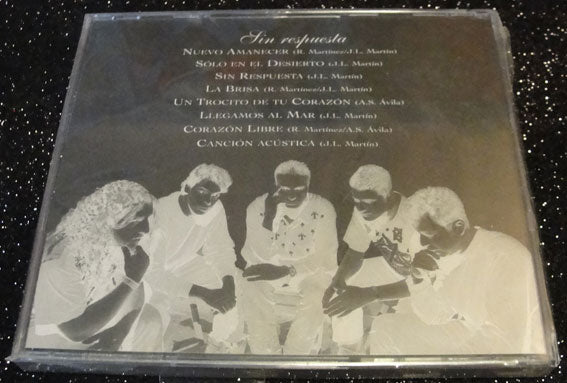 Sin respuesta
NUEVO AMANECER (R. Martínez/J.L. Martín)
SÓLO EN EL DESIERTO (J.L. Martín)
SIN RESPUESTA (J.L. Martín)
LA BRISA (R. Martínez/J.L. Martín)
UN TROCITO DE TU CORAZÓN (A.S. Ávila)
LLEGAMOS AL MAR (J.L. Martín)
CORAZÓN LIBRE (R. Martínez/A.S. Ávila)
CANCIÓN ACÚSTICA (J.L. Martín)